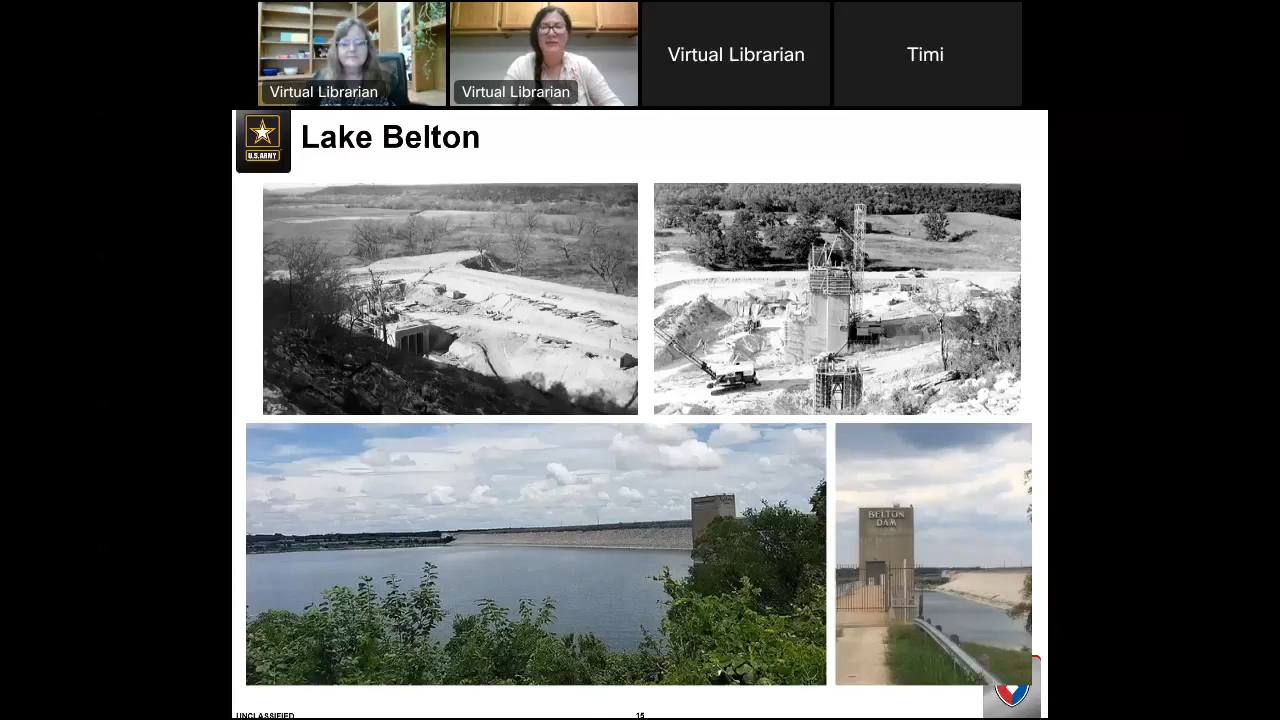 Virtual Librarian
Virtual Librarian
Virtual Librarian
Timi
U.S. ARMY
Lake Belton
BELTON
DAM
UNCLASSIFIED
15